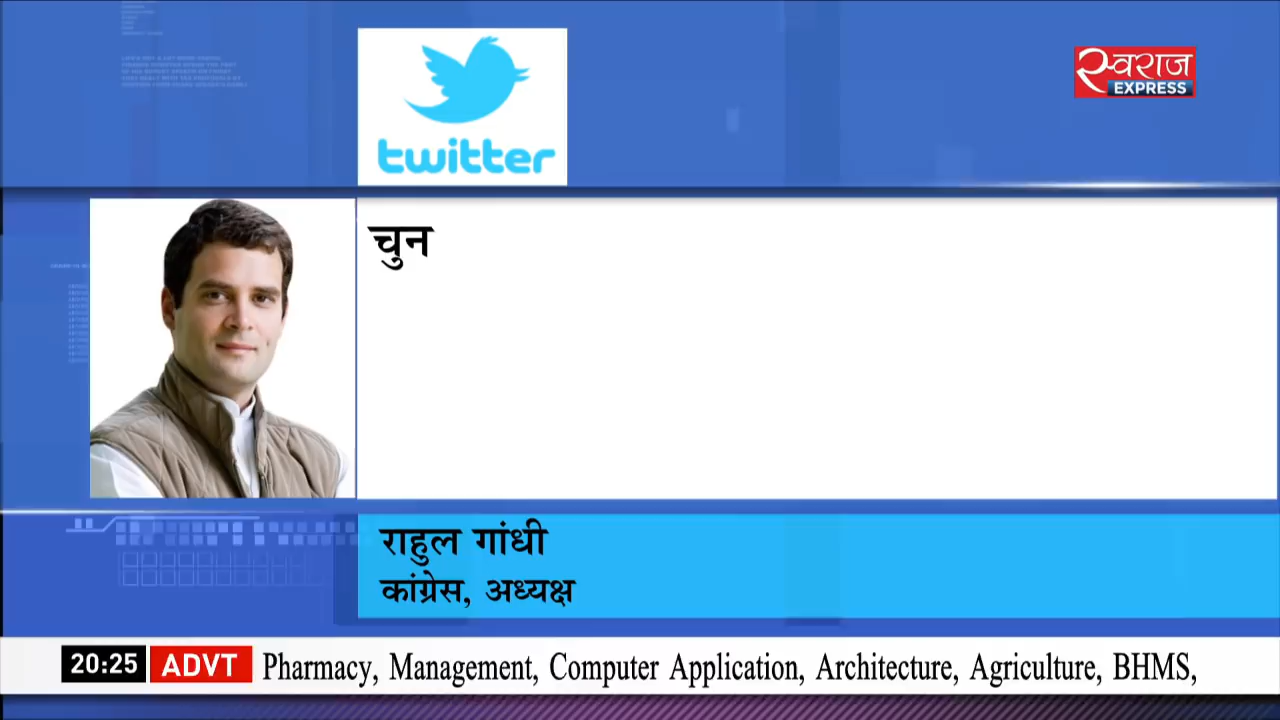 twitter
स्वराज
EXPRESS
चुन
राहुल गांधी
कांग्रेस, अध्यक्ष
20:25 ADVT Pharmacy, Management, Computer Application, Architecture, Agriculture, BHMS,